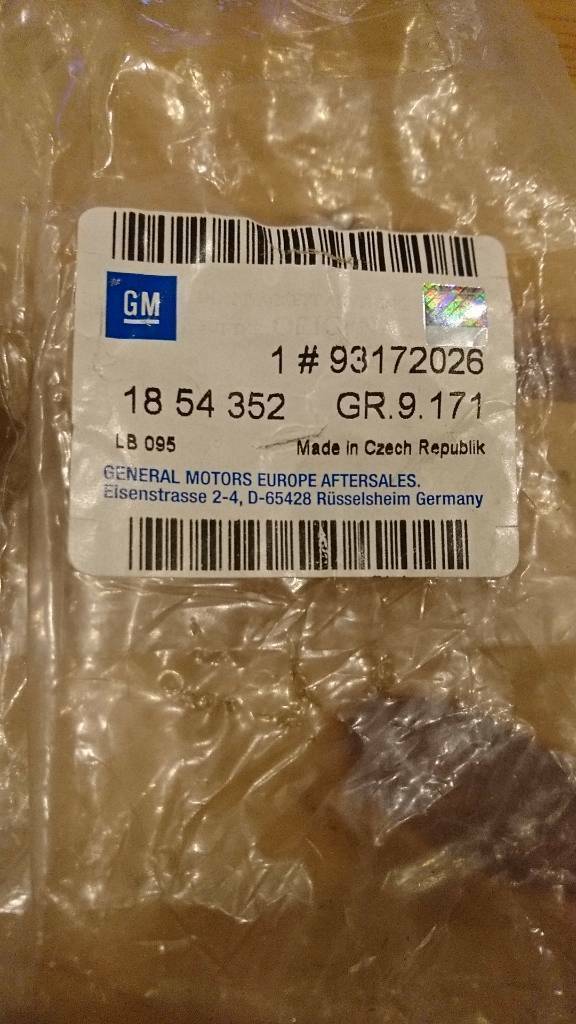 GM
1 # 93172026
18 54 352 GR.9.171
LB 095 Made in Czech Republik
GENERAL MOTORS EUROPE AFTERSALES.
Eisenstrasse 2-4, D-65428 Rüsselsheim Germany